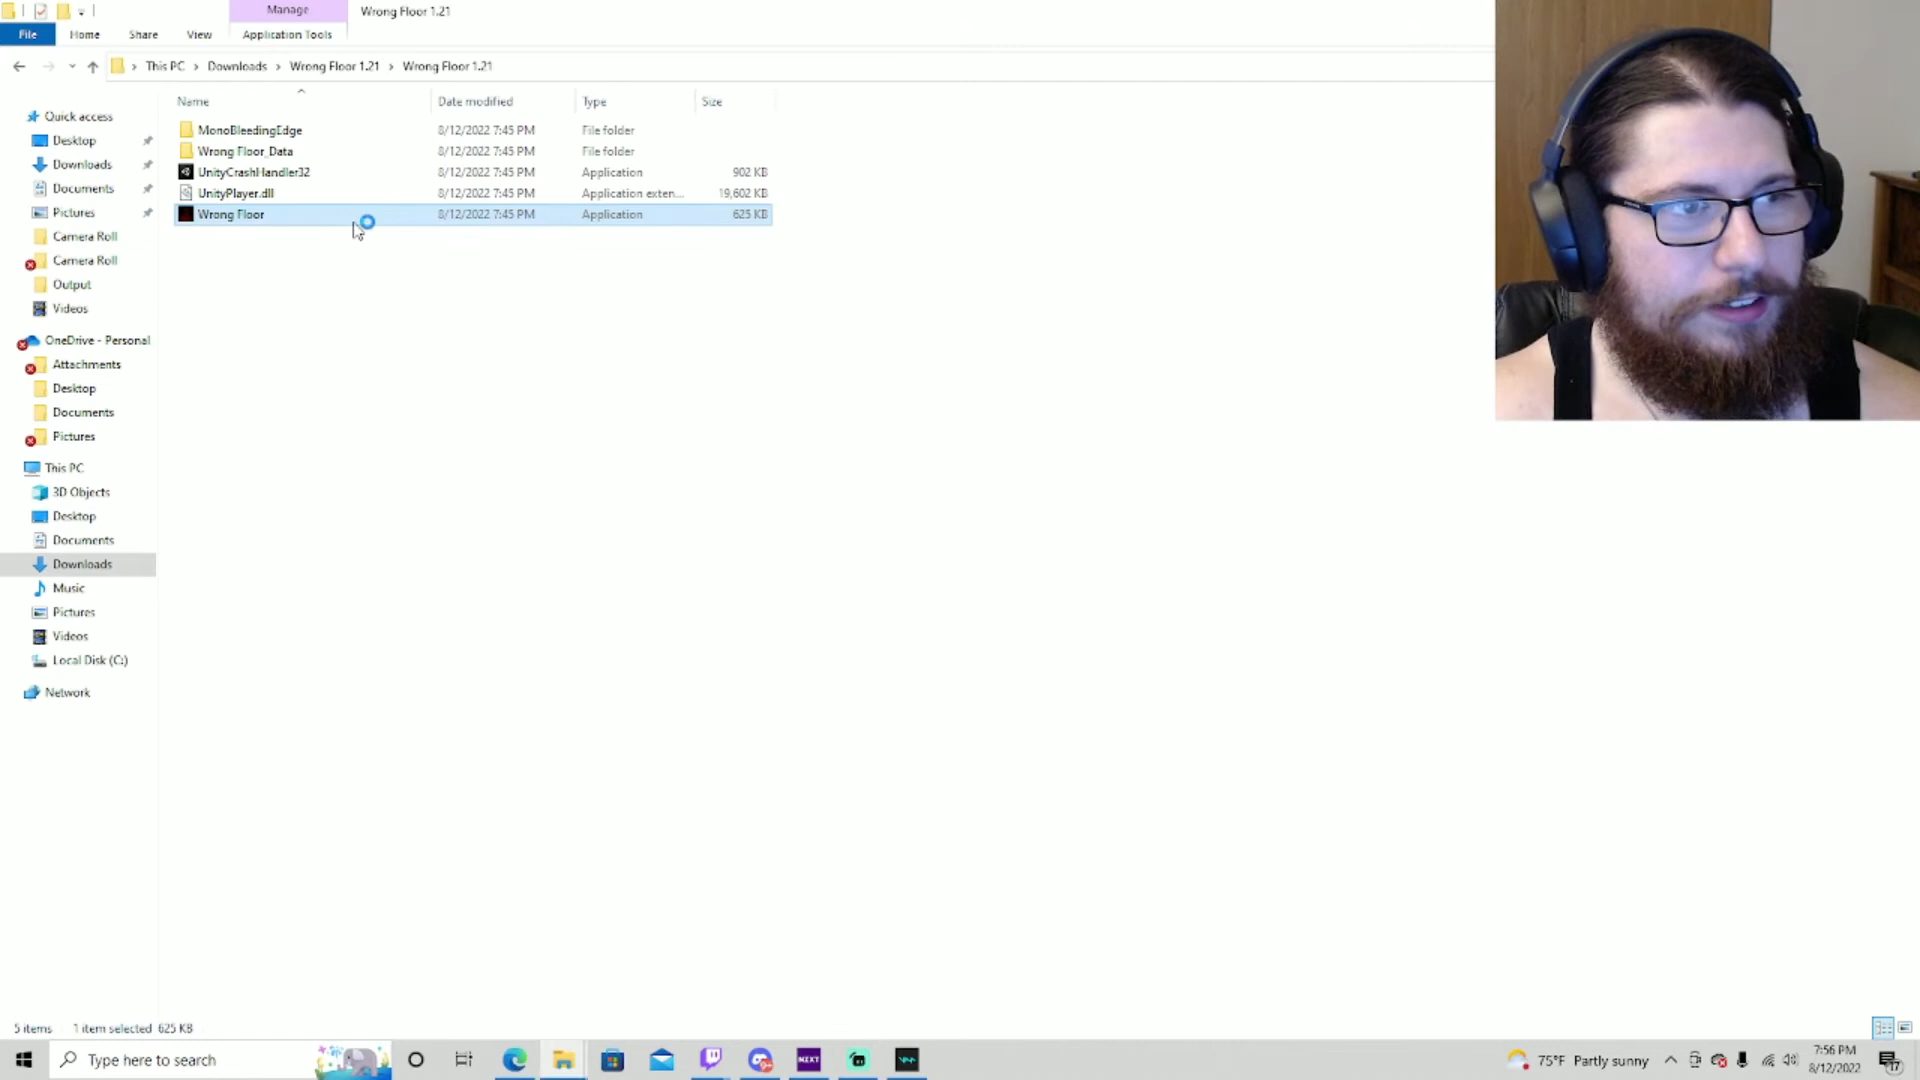 Manage
Wrong Floor 1.21
File
Home
Share
View
Application Tools
This PC
Downloads
Wrong Floor 1.21
Wrong Floor 1.21
Name
Date modified
Type
Size
MonoBleedingEdge
8/12/2022 7:45 PM
File folder
Wrong Floor_Data
8/12/2022 7:45 PM
File folder
UnityCrashHandler32
8/12/2022 7:45 PM
Application
902 KB
UnityPlayer.dll
8/12/2022 7:45 PM
Application exten...
19,602 KB
Wrong Floor
8/12/2022 7:45 PM
Application
625 KB
Quick access
Desktop
Downloads
Documents
Pictures
Camera Roll
Camera Roll
Output
Videos
OneDrive - Personal
Attachments
Desktop
Documents
Pictures
This PC
3D Objects
Desktop
Documents
Downloads
Music
Pictures
Videos
Local Disk (C:)
Network
5 items
1 item selected 625 KB
Type here to search
NEXT
75°F Partly sunny
7:56 PM
8/12/2022
17